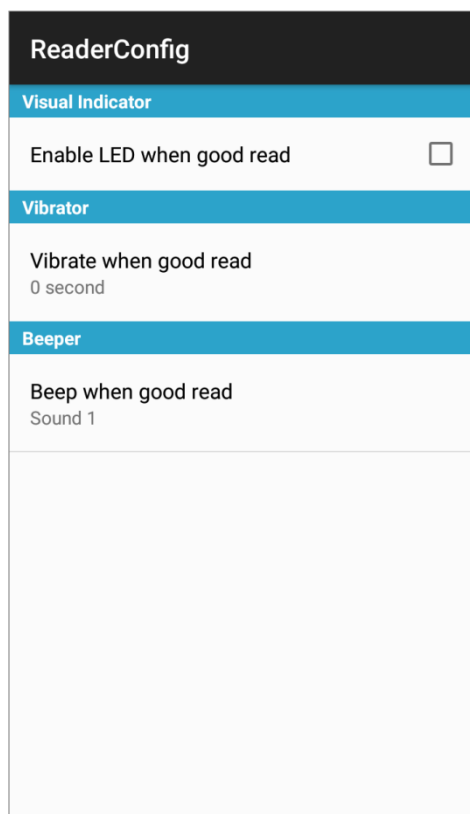 ReaderConfig
Visual Indicator
Enable LED when good read
Vibrator
Vibrate when good read
0 second
Beeper
Beep when good read
Sound 1